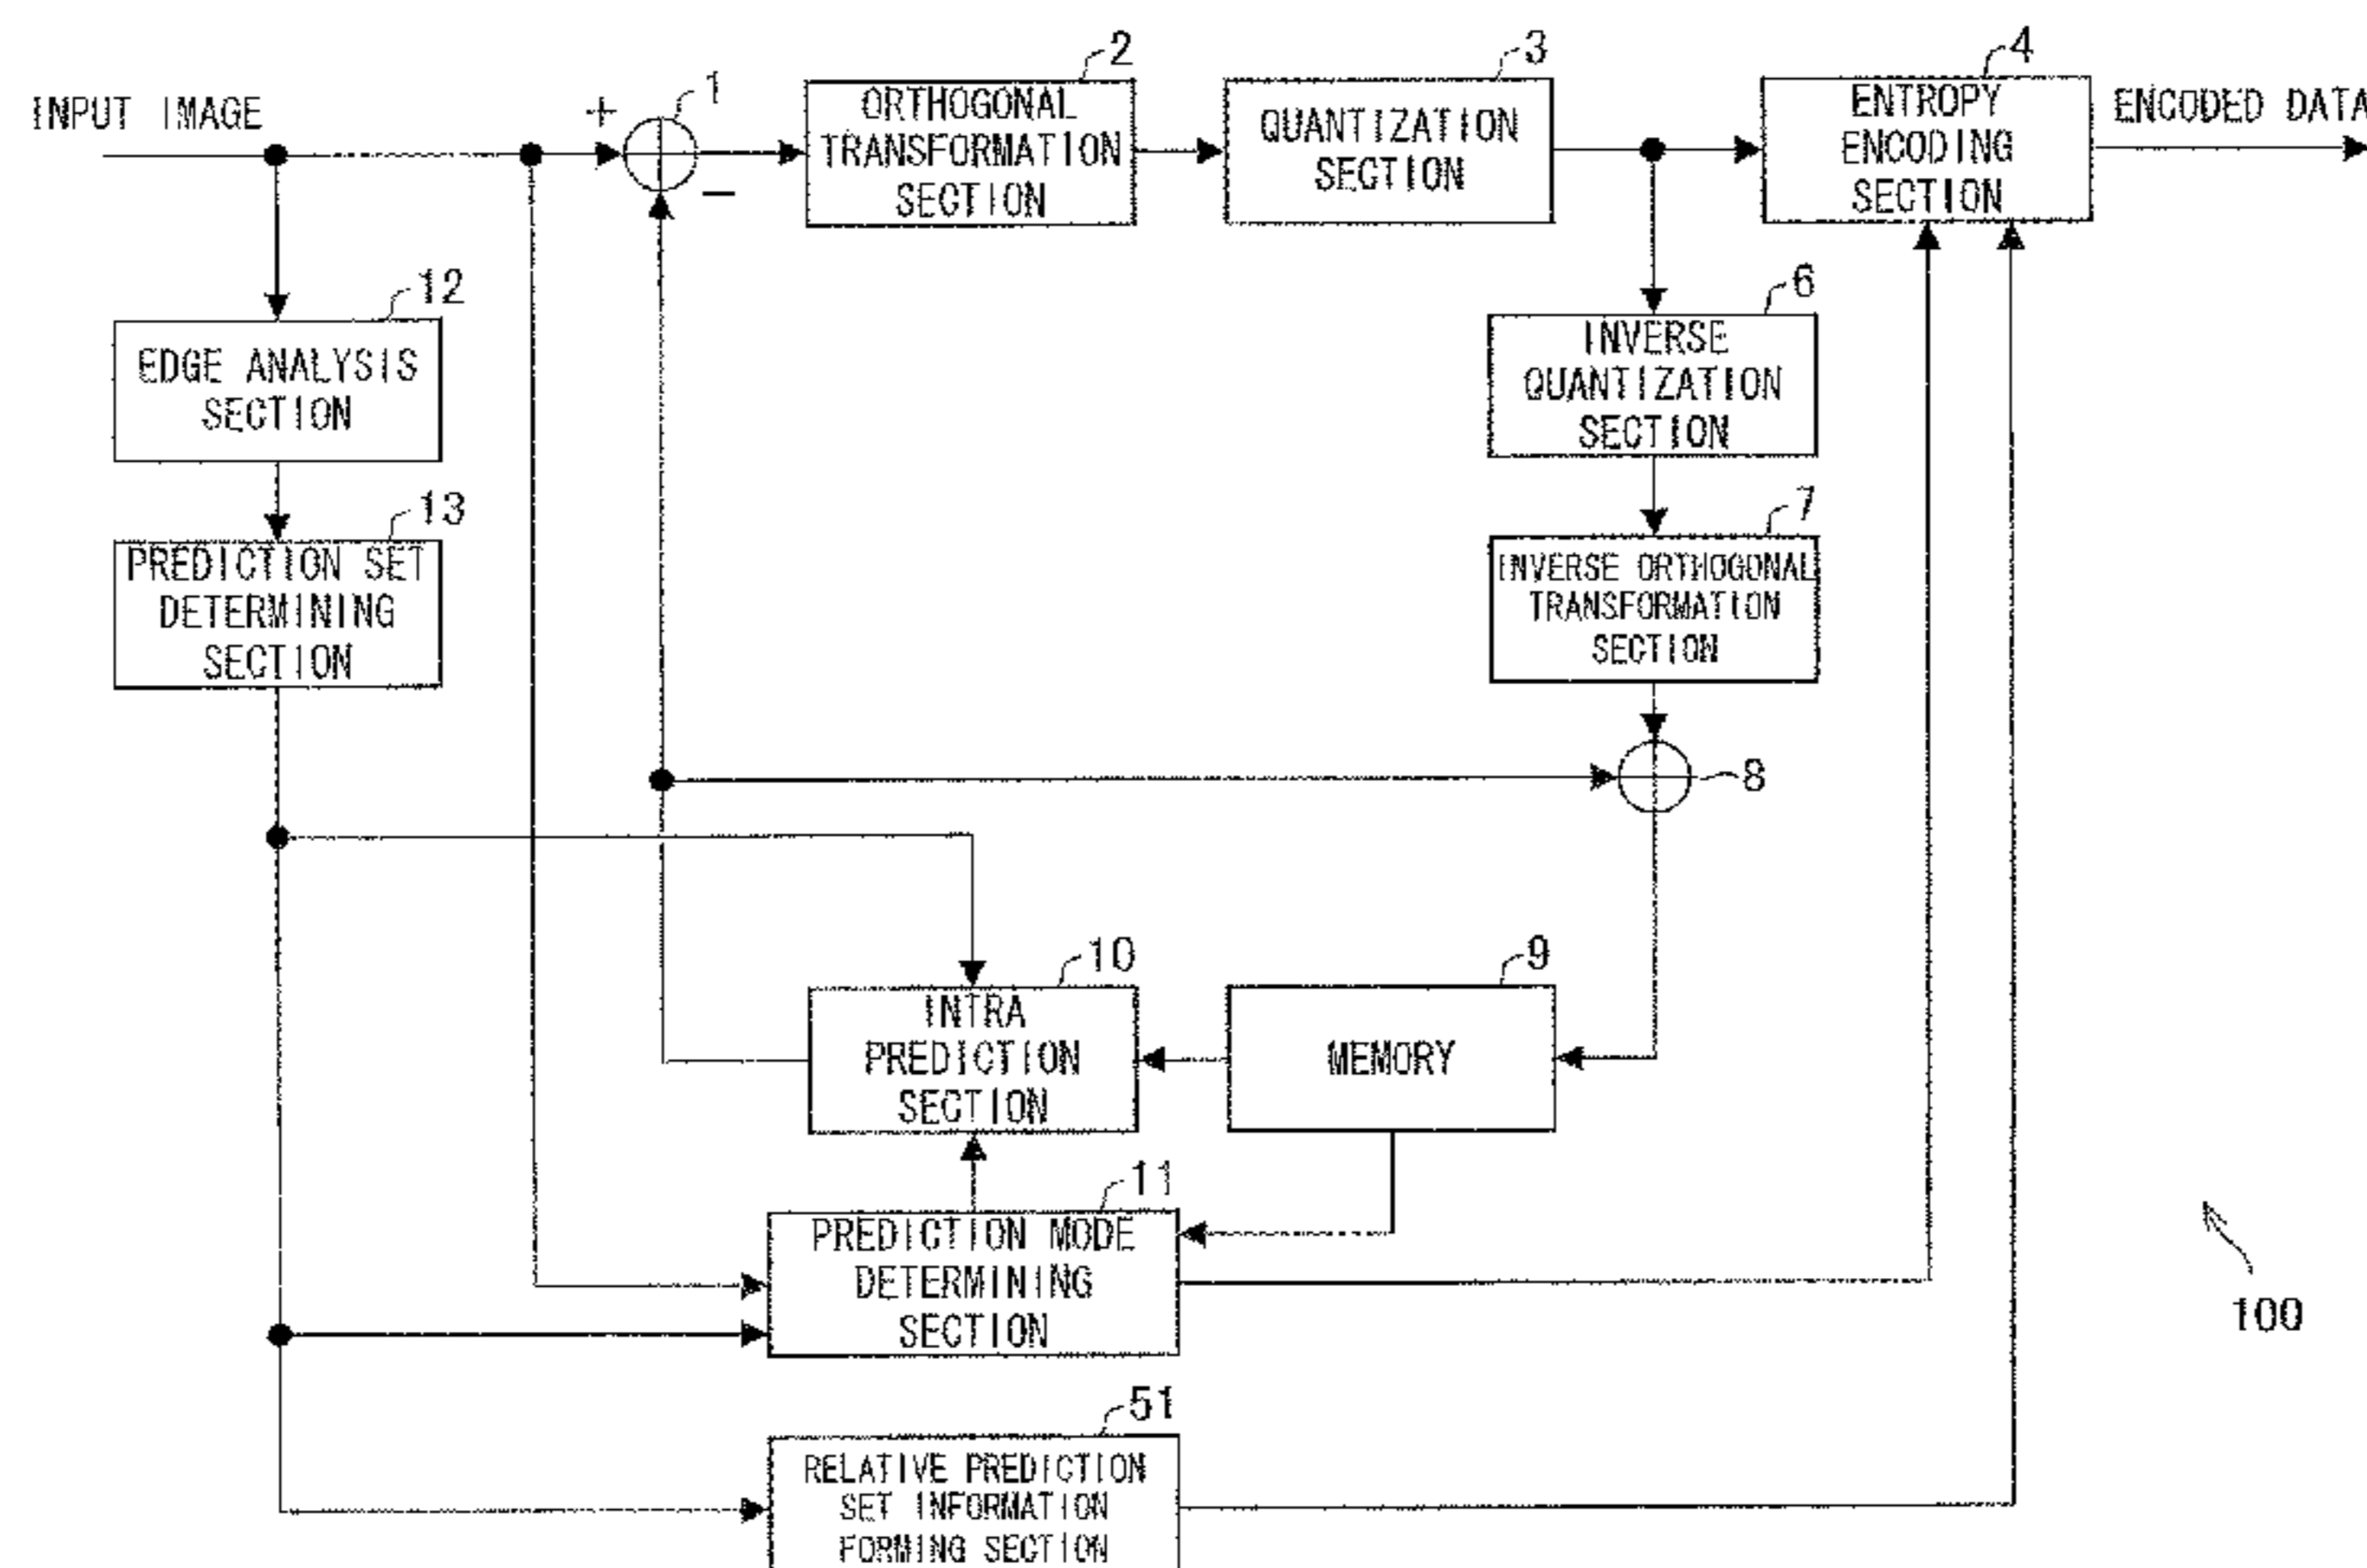 2
3
4
INPUT IMAGE
+
1
ORTHOGONAL
TRANSFORMATION
SECTION
QUANTIZATION
SECTION
ENTROPY
ENCODING
SECTION
ENCODED DATA
−
12
EDGE ANALYSIS
SECTION
6
INVERSE
QUANTIZATION
SECTION
13
PREDICTION SET
DETERMINING
SECTION
7
INVERSE ORTHOGONAL
TRANSFORMATION
SECTION
8
10
INTRA
PREDICTION
SECTION
9
MEMORY
11
PREDICTION MODE
DETERMINING
SECTION
100
51
RELATIVE PREDICTION
SET INFORMATION
FORMING SECTION